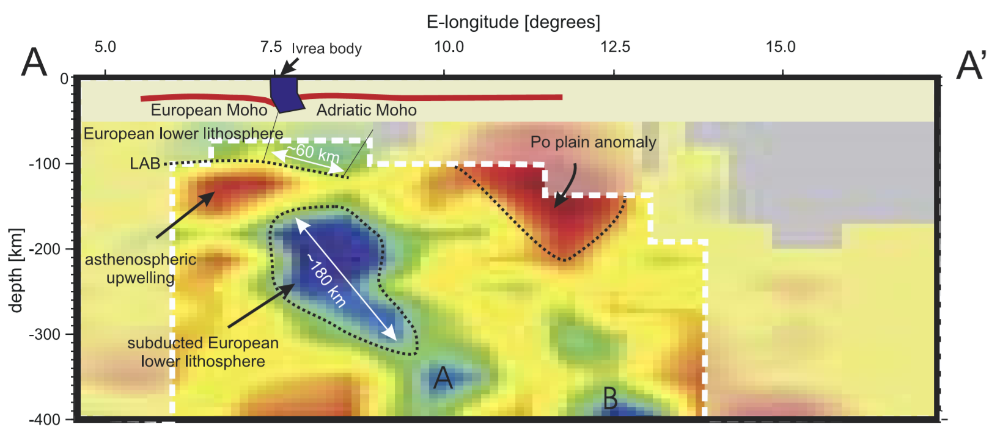 E-longitude [degrees]
5.0 7.5 10.0 12.5 15.0
A
Ivrea body
A’
0
European Moho
Adriatic Moho
European lower lithosphere
Po plain anomaly
~60 km
LAB
-100
depth [km]
-200
asthenospheric
upwelling
~180 km
-300
subducted European
lower lithosphere
A
B
-400